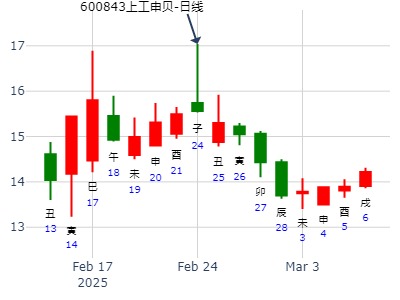 600843上工申贝-日线
17
16
15
14
13
丑
13
寅
14
巳
17
午
18
未
19
申
20
酉
21
子
24
丑
25
寅
26
卯
27
辰
28
未
3
申
4
酉
5
戌
6
Feb 17
2025
Feb 24
Mar 3